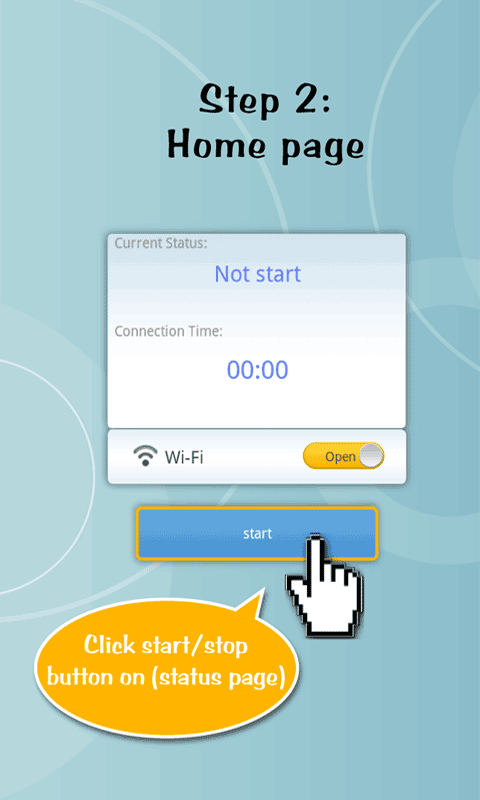 Step 2:
Home page
Current Status:
Not start
Connection Time:
00:00
Wi-Fi
Open
start
Click start/stop
button on (status page)